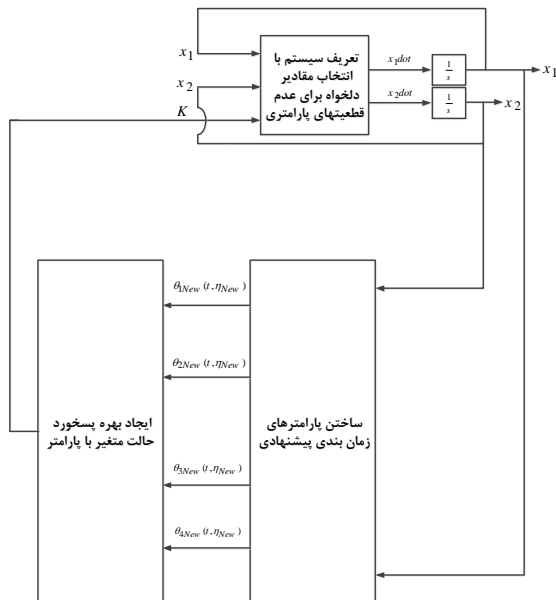 x₁
x₂
K
تعریف سیستم با
انتخاب مقادیر
دلخواه برای عدم
قطعیتهای پارامتری
x₁dot
x₂dot
1/s
1/s
x₁
x₂
θ₁New (t, ηNew)
θ₂New (t, ηNew)
θ₃New (t, ηNew)
θ₄New (t, ηNew)
ساختن پارامترهای
زمان بندی پیشنهادی
ایجاد بهره پسخورد
حالت متغیر با پارامتر